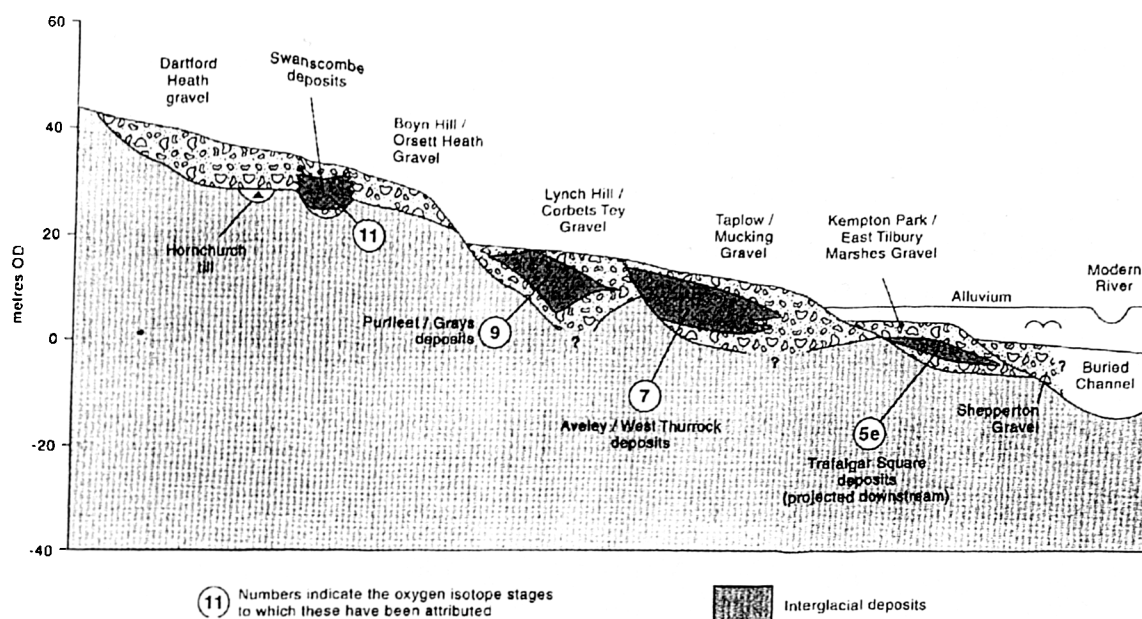 60
40
20
0
-20
-40
metres OD
Dartford
Heath
gravel
Swanscombe
deposits
Boyn Hill /
Orsett Heath
Gravel
Lynch Hill /
Corbets Tey
Gravel
Taplow /
Mucking
Gravel
Kempton Park /
East Tilbury
Marshes Gravel
Modern
River
Alluvium
Hornchurch
till
11
Purfleet / Grays
deposits
9
?
7
Aveley / West Thurrock
deposits
?
5e
Trafalgar Square
deposits
(projected downstream)
?
Buried
Channel
Shepperton
Gravel
11
Numbers indicate the oxygen isotope stages
to which these have been attributed
Interglacial deposits